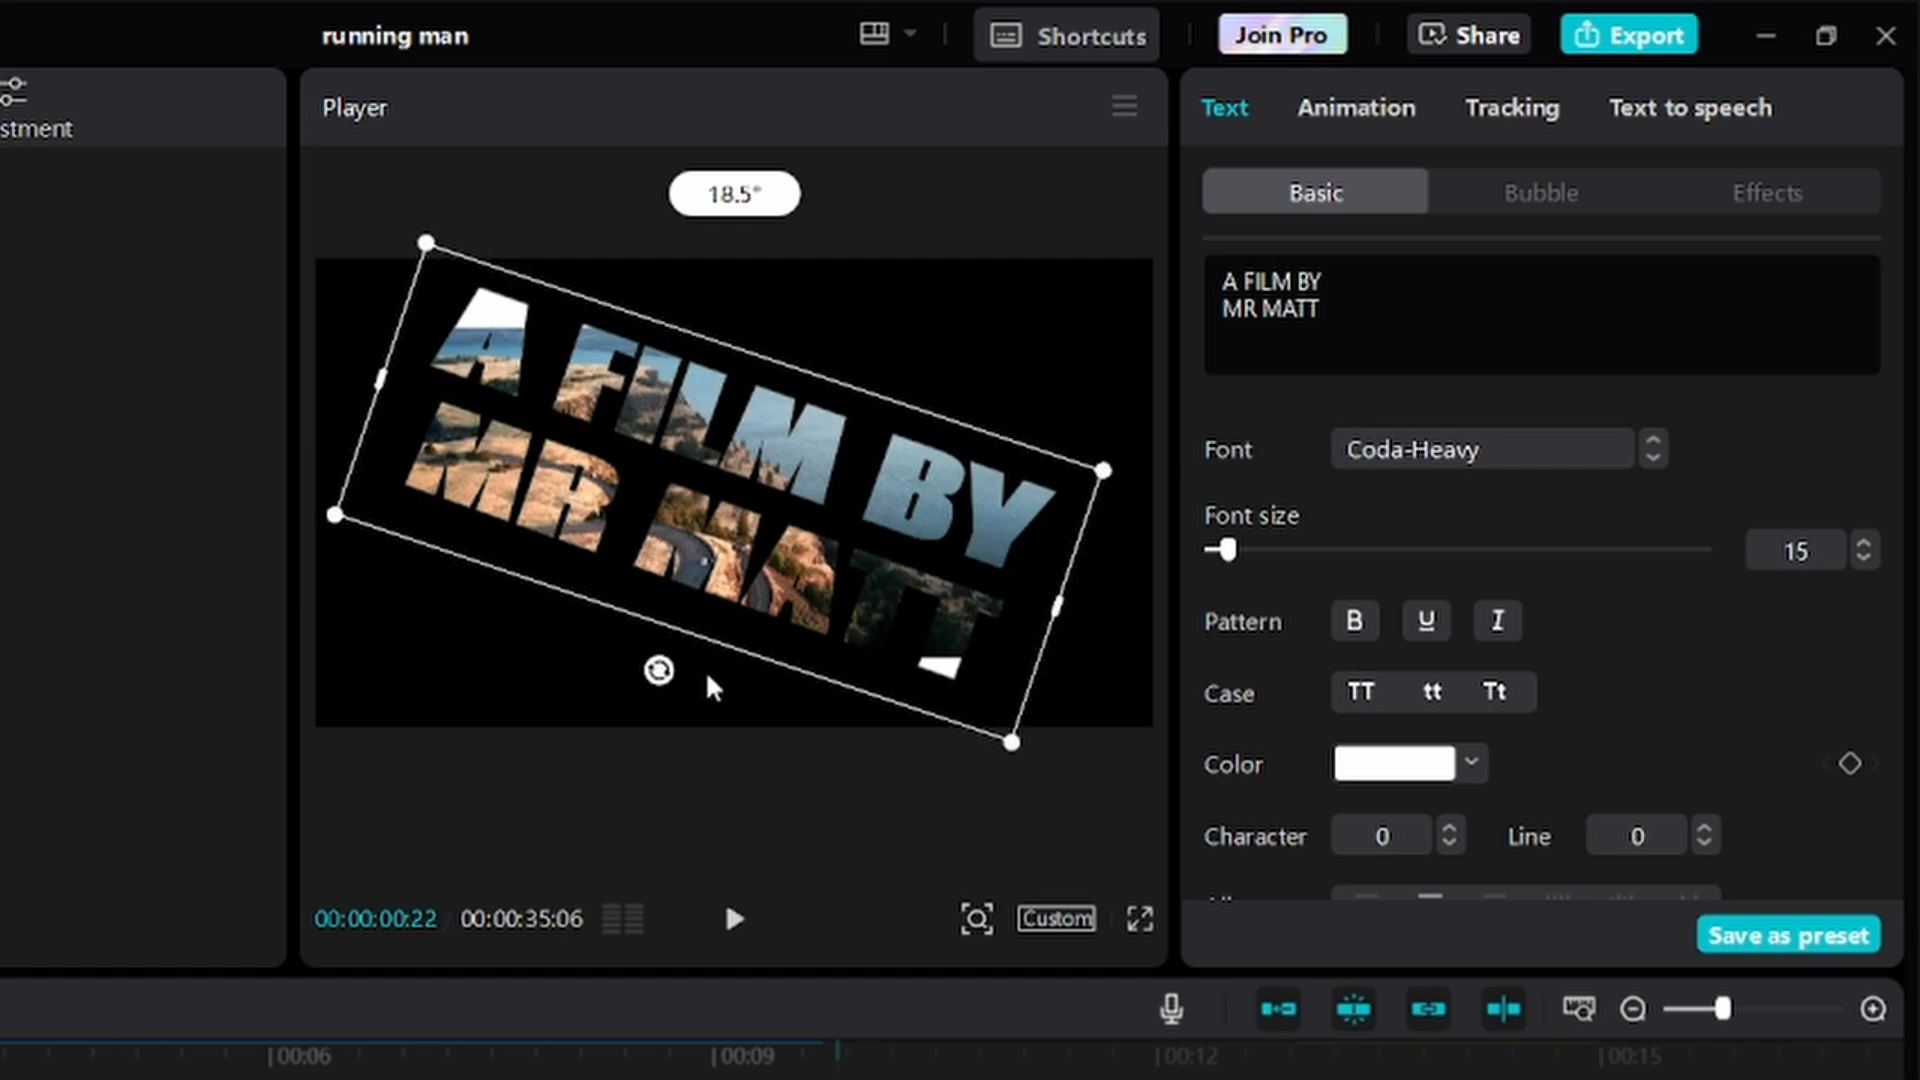 running man
Shortcuts
Join Pro
Share
Export
stment
Player
Text
Animation
Tracking
Text to speech
18.5°
Basic
Bubble
Effects
A FILM BY
MR MATT
A FILM BY
MR MATT
Font
Coda-Heavy
Font size
15
Pattern
B
U
I
Case
TT
tt
Tt
Color
Character
0
Line
0
00:00:00:22
00:00:35:06
Custom
Save as preset
00:06
00:09
00:12
00:15